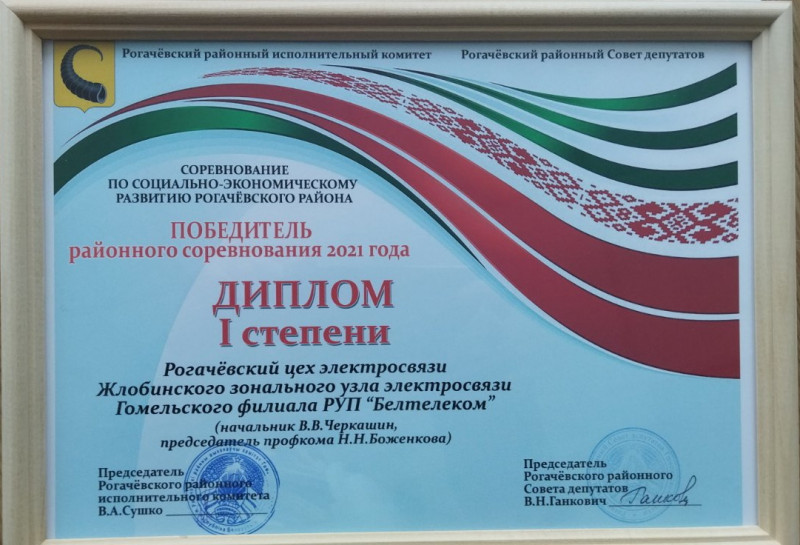 Рогачёвский районный исполнительный комитет
Рогачёвский районный Совет депутатов
СОРЕВНОВАНИЕ
ПО СОЦИАЛЬНО-ЭКОНОМИЧЕСКОМУ
РАЗВИТИЮ РОГАЧЁВСКОГО РАЙОНА
ПОБЕДИТЕЛЬ
районного соревнования 2021 года
ДИПЛОМ
I степени
Рогачёвский цех электросвязи
Жлобинского зонального узла электросвязи
Гомельского филиала РУП “Белтелеком”
(начальник В.В.Черкашин,
председатель профкома Н.Н.Боженкова)
Председатель
Рогачёвского районного
исполнительного комитета
В.А.Сушко
Председатель
Рогачёвского районного
Совета депутатов
В.Н.Ганкович